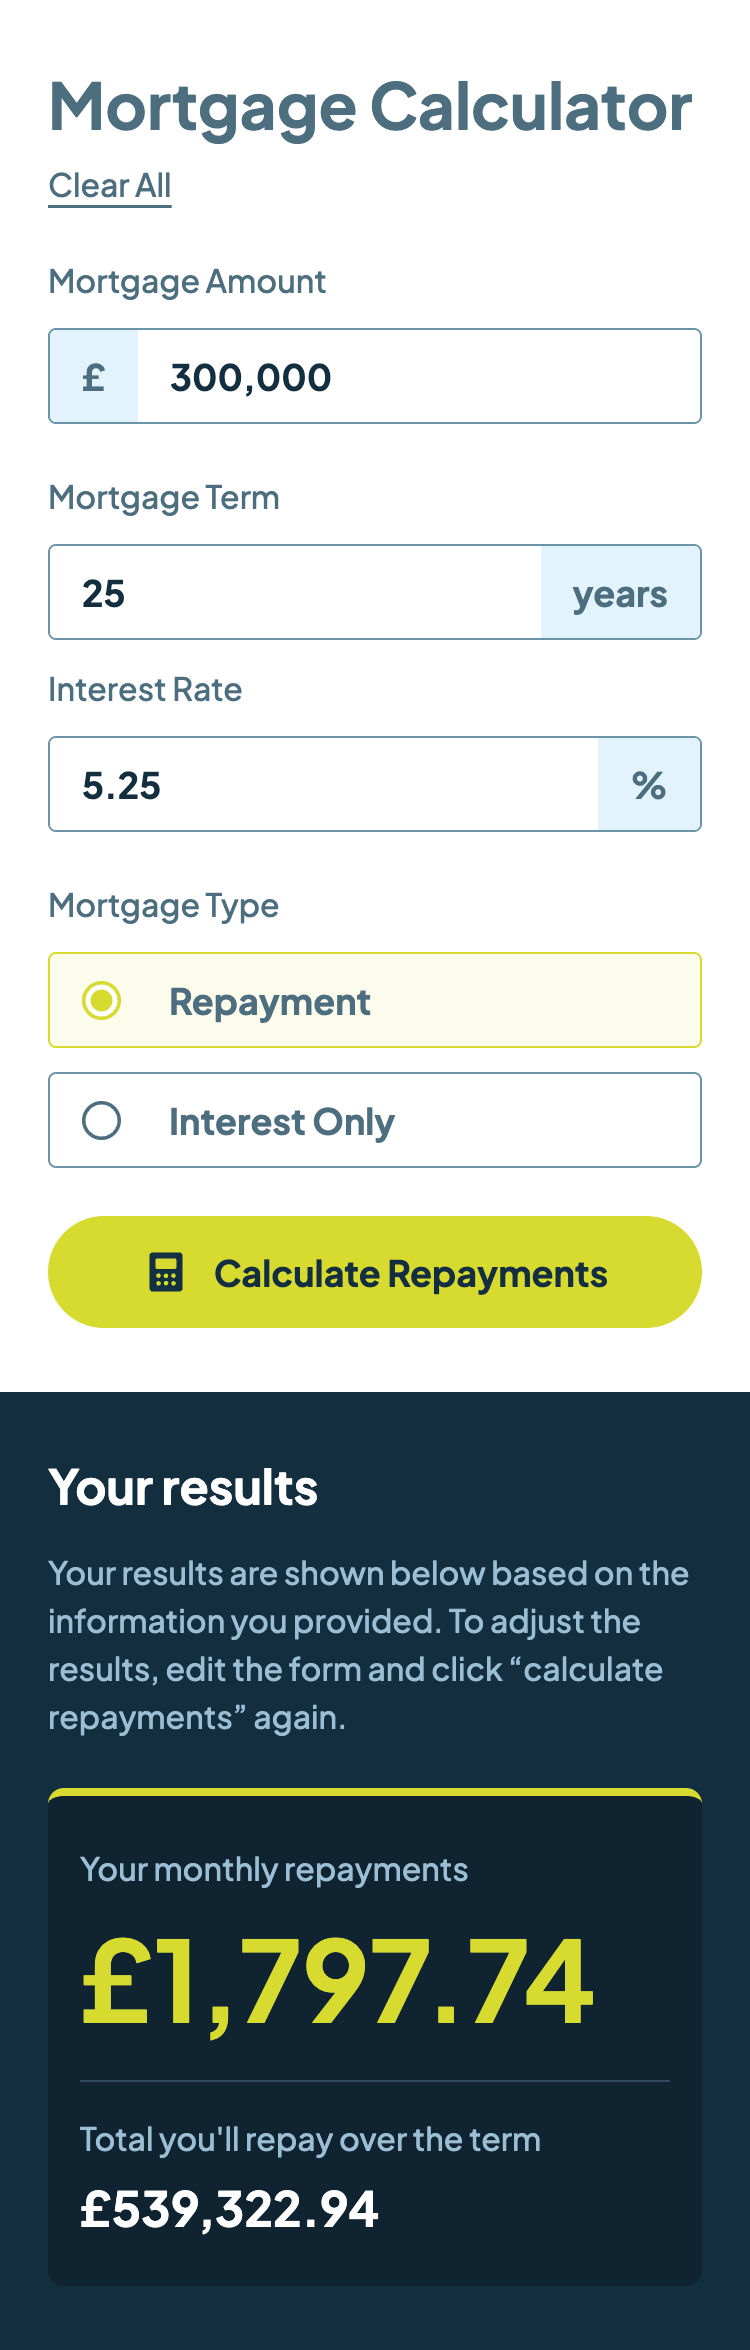 Mortgage Calculator
Clear All
Mortgage Amount
£ 300,000
Mortgage Term
25 years
Interest Rate
5.25 %
Mortgage Type
Repayment
Interest Only
Calculate Repayments
Your results
Your results are shown below based on the
information you provided. To adjust the
results, edit the form and click “calculate
repayments” again.
Your monthly repayments
£1,797.74
Total you'll repay over the term
£539,322.94